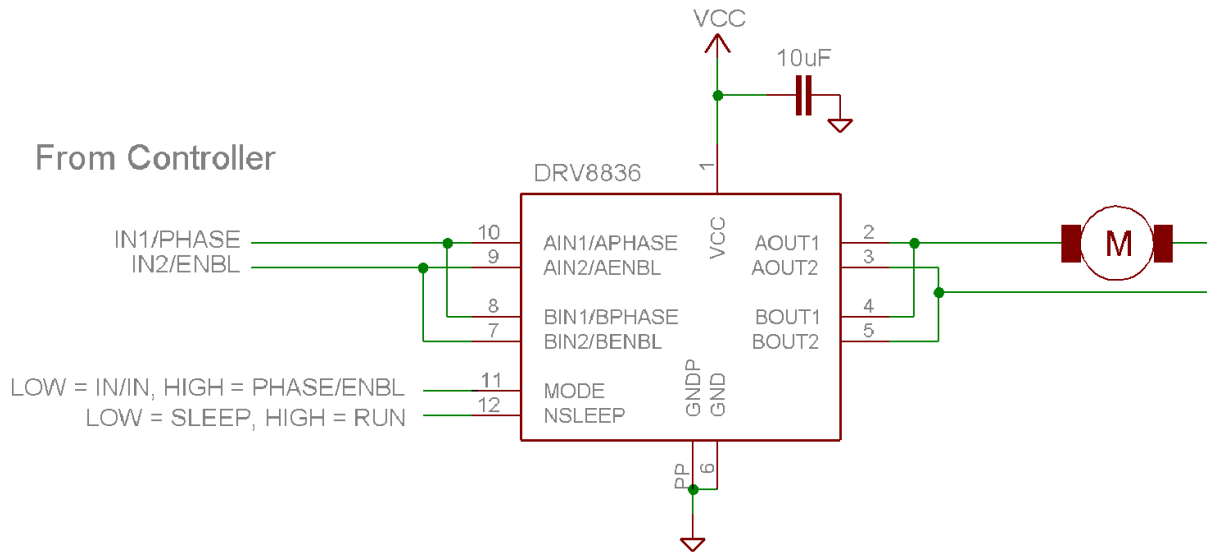 VCC
10uF
From Controller
DRV8836
1
IN1/PHASE
IN2/ENBL
10
9
8
7
11
12
AIN1/APHASE
AIN2/AENBL
BIN1/BPHASE
BIN2/BENBL
MODE
NSLEEP
VCC
AOUT1
AOUT2
BOUT1
BOUT2
2
3
4
5
M
LOW = IN/IN, HIGH = PHASE/ENBL
LOW = SLEEP, HIGH = RUN
GNDP
GND
PP
6